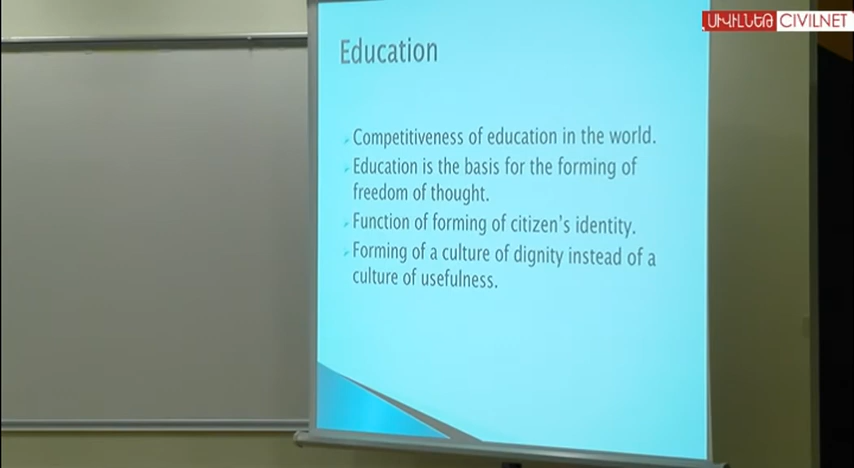 ՍԻՎԻԼՆԵԹ CIVILNET
Education
Competitiveness of education in the world.
Education is the basis for the forming of
freedom of thought.
Function of forming of citizen's identity.
Forming of a culture of dignity instead of a
culture of usefulness.